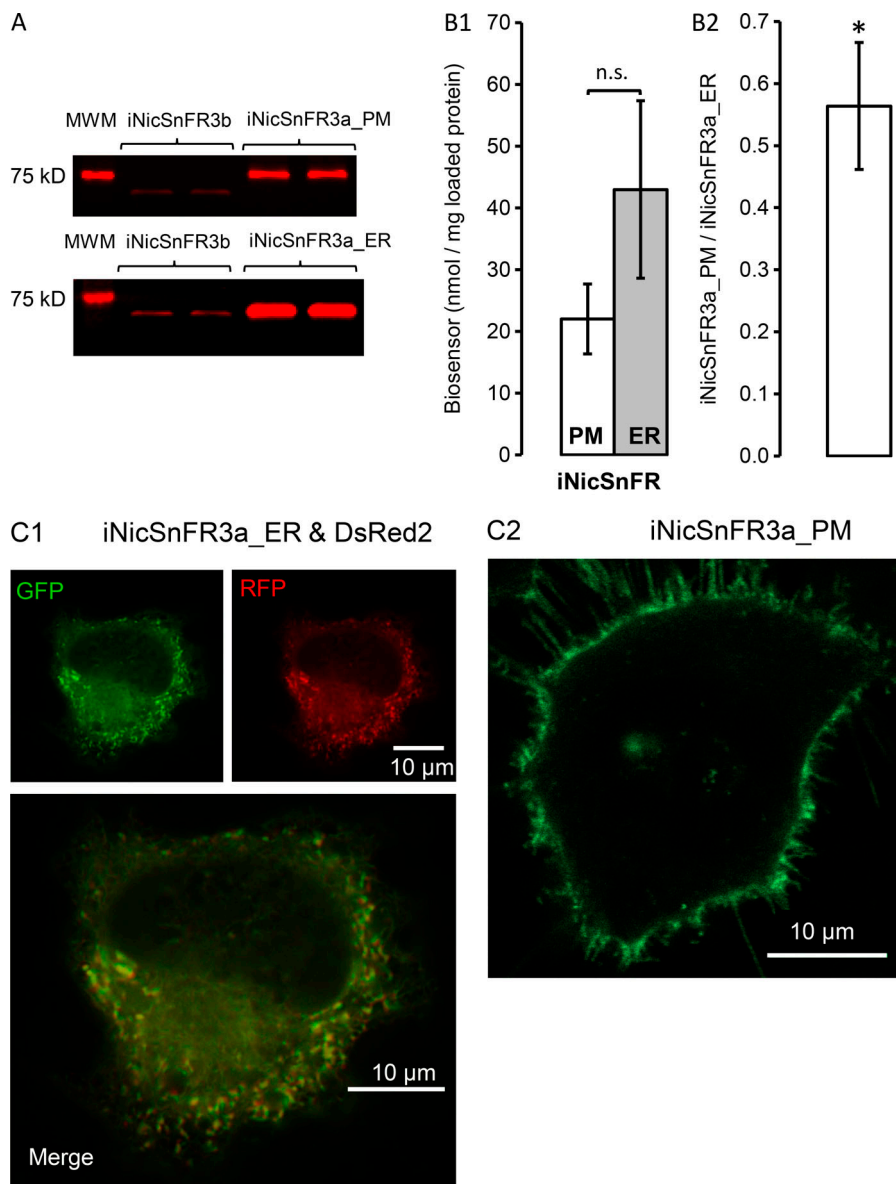 A
MWM iNicSnFR3b iNicSnFR3a_PM
75 kD
MWM iNicSnFR3b iNicSnFR3a_ER
75 kD
B1
Biosensor (nmol / mg loaded protein)
70
60
50
40
30
20
10
0
n.s.
PM ER
iNicSnFR
B2
iNicSnFR3a_PM / iNicSnFR3a_ER
0.7
0.6
0.5
0.4
0.3
0.2
0.1
0.0
*
C1 iNicSnFR3a_ER & DsRed2
GFP
RFP
10 μm
10 μm
Merge
C2 iNicSnFR3a_PM
10 μm